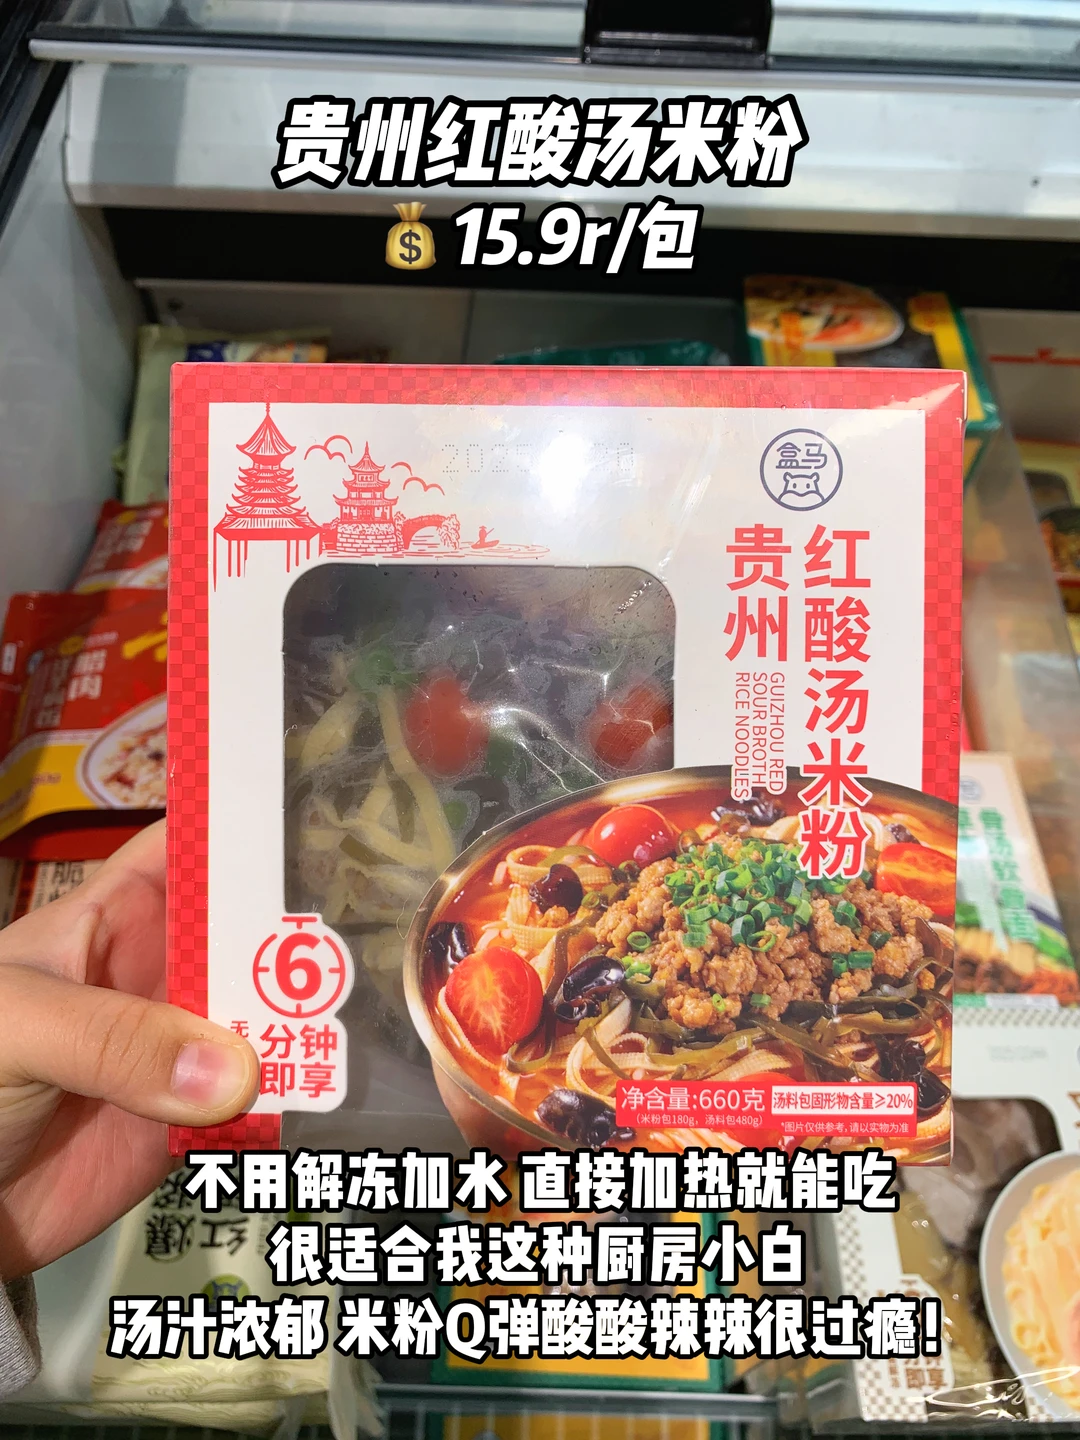 贵州红酸汤米粉
15.9r/包
盒马
贵州
红酸汤米粉
GUIZHOU RED
SOUR BROTH
RICE NOODLES
6
分钟
即享
净含量:660克
(米粉包180g，汤料包480g)
汤料包固形物含量≥20%
*图片仅供参考，请以实物为准
不用解冻加水 直接加热就能吃
很适合我这种厨房小白
汤汁浓郁 米粉Q弹酸酸辣辣很过瘾！